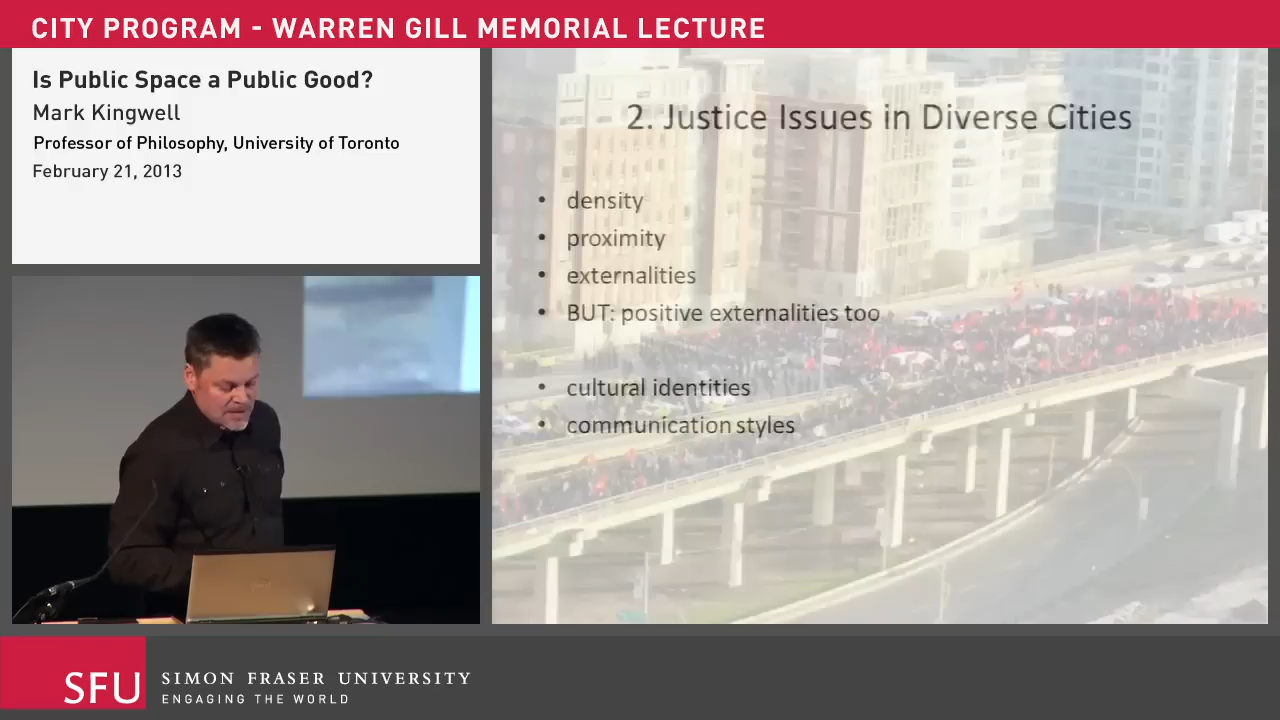 CITY PROGRAM - WARREN GILL MEMORIAL LECTURE
Is Public Space a Public Good?
Mark Kingwell
Professor of Philosophy, University of Toronto
February 21, 2013
2. Justice Issues in Diverse Cities
• density
• proximity
• externalities
• BUT: positive externalities too
• cultural identities
• communication styles
SFU SIMON FRASER UNIVERSITY
ENGAGING THE WORLD